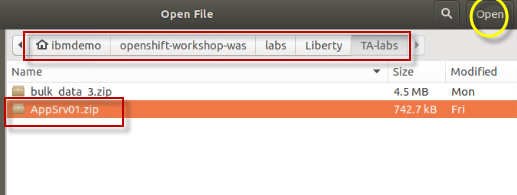 Open File
Open
ibmdemo openshift-workshop-was labs Liberty TA-labs
Name Size Modified
bulk_data_3.zip 4.5 MB Mon
AppSrv01.zip 742.7 kB Fri